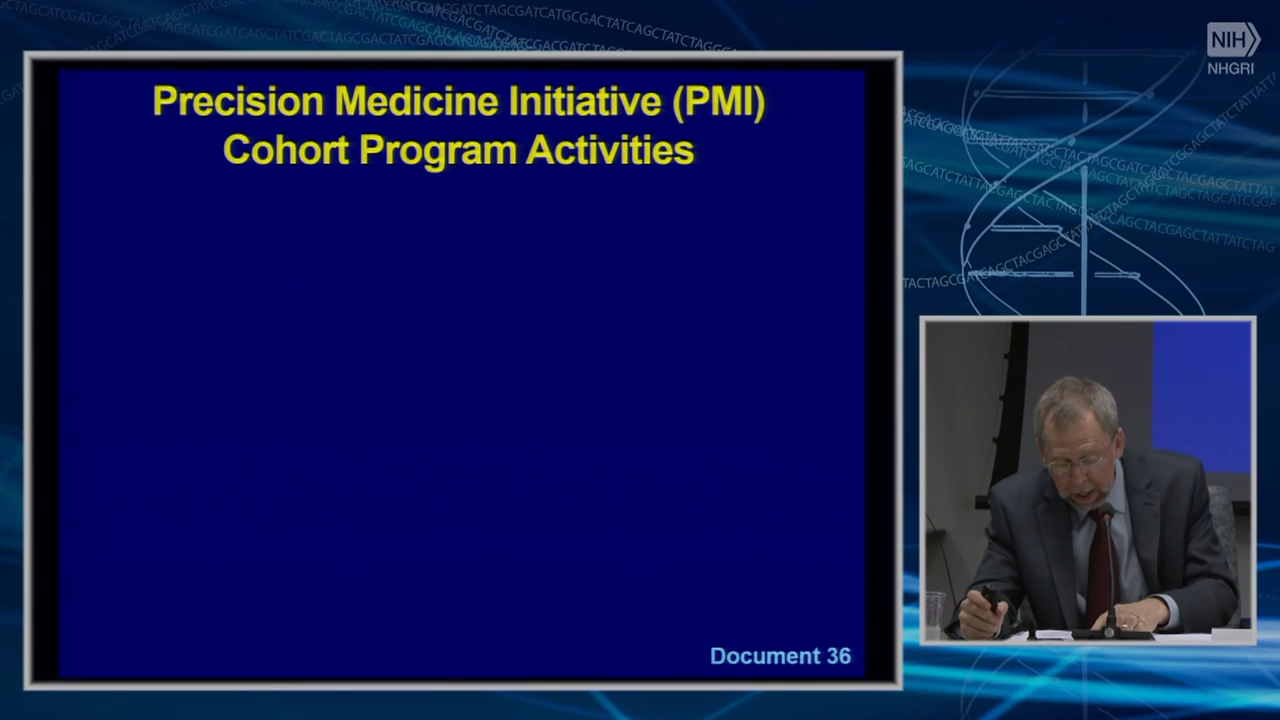 Precision Medicine Initiative (PMI)
Cohort Program Activities
Document 36
NIH
NHGRI